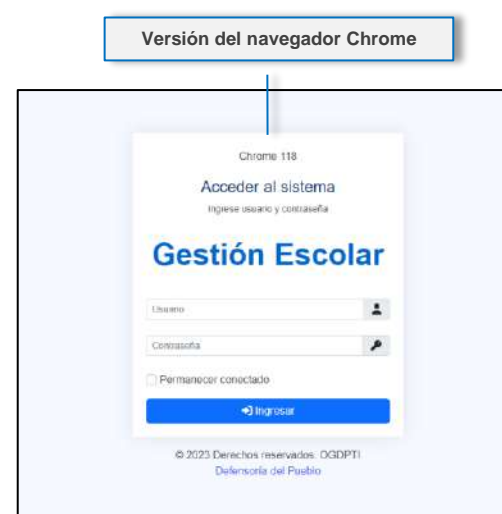 Versión del navegador Chrome
Chrome 118
Acceder al sistema
Ingrese usuario y contraseña
Gestión Escolar
Usuario
Contraseña
Permanecer conectado
Ingresar
© 2023 Derechos reservados. OGDPTI
Defensoría del Pueblo